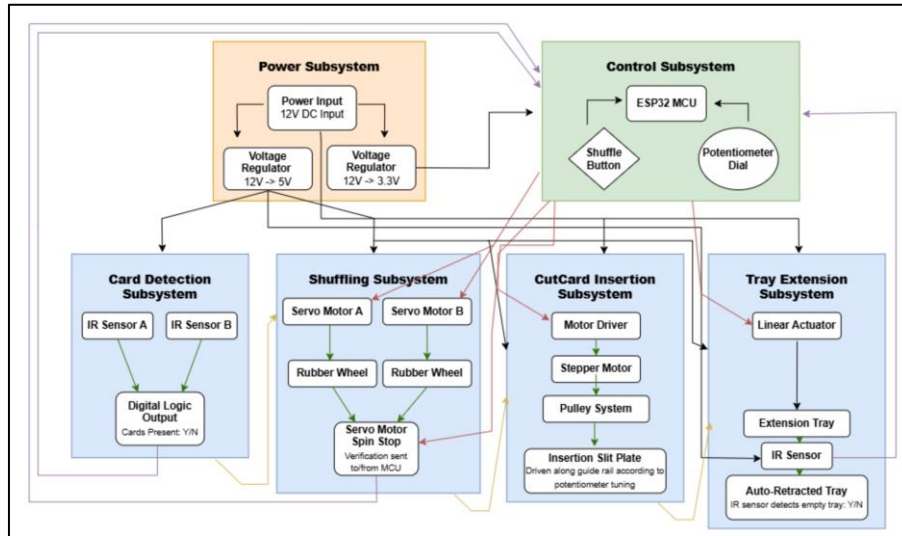 Power Subsystem
Power Input
12V DC Input
Voltage
Regulator
12V -> 5V
Voltage
Regulator
12V -> 3.3V
Control Subsystem
ESP32 MCU
Shuffle
Button
Potentiometer
Dial
Card Detection
Subsystem
IR Sensor A
IR Sensor B
Digital Logic
Output
Cards Present: Y/N
Shuffling Subsystem
Servo Motor A
Servo Motor B
Rubber Wheel
Rubber Wheel
Servo Motor
Spin Stop
Verification sent
to/from MCU
CutCard Insertion
Subsystem
Motor Driver
Stepper Motor
Pulley System
Insertion Slit Plate
Driven along guide rail according to
potentiometer tuning
Tray Extension
Subsystem
Linear Actuator
Extension Tray
IR Sensor
Auto-Retracted Tray
IR sensor detects empty tray: Y/N